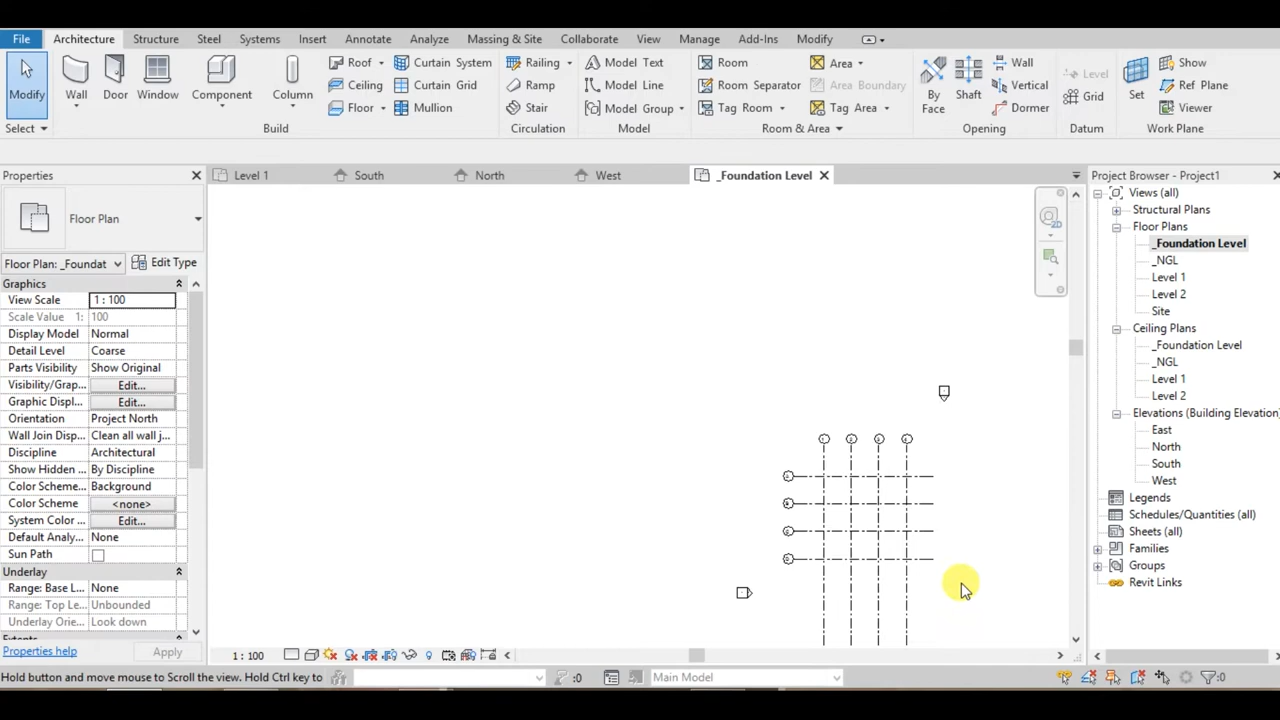 File Architecture Structure Steel Systems Insert Annotate Analyze Massing & Site Collaborate View Manage Add-Ins Modify
Modify
Select
Wall Door Window Component Column
Roof Curtain System
Ceiling Curtain Grid
Floor Mullion
Build
Railing
Ramp
Stair
Circulation
Model Text
Model Line
Model Group
Model
Room Area
Room Separator Area Boundary
Tag Room Tag Area
Room & Area
By Face Shaft
Wall
Vertical
Dormer
Opening
Level
Grid
Datum
Set
Show
Ref Plane
Viewer
Work Plane
Properties
Floor Plan
Floor Plan: _Foundat Edit Type
Graphics
View Scale 1 : 100
Scale Value 1: 100
Display Model Normal
Detail Level Coarse
Parts Visibility Show Original
Visibility/Grap... Edit...
Graphic Displ... Edit...
Orientation Project North
Wall Join Disp... Clean all wall j...
Discipline Architectural
Show Hidden ... By Discipline
Color Scheme... Background
Color Scheme <none>
System Color ... Edit...
Default Analy... None
Sun Path
Underlay
Range: Base L... None
Range: Top Le... Unbounded
Underlay Orie... Look down
Extents
Properties help Apply
Level 1 South North West _Foundation Level
2D
1 : 100
Project Browser - Project1
Views (all)
Structural Plans
Floor Plans
_Foundation Level
_NGL
Level 1
Level 2
Site
Ceiling Plans
_Foundation Level
_NGL
Level 1
Level 2
Elevations (Building Elevation)
East
North
South
West
Legends
Schedules/Quantities (all)
Sheets (all)
Families
Groups
Revit Links
Hold button and move mouse to Scroll the view. Hold Ctrl key to :0 Main Model :0